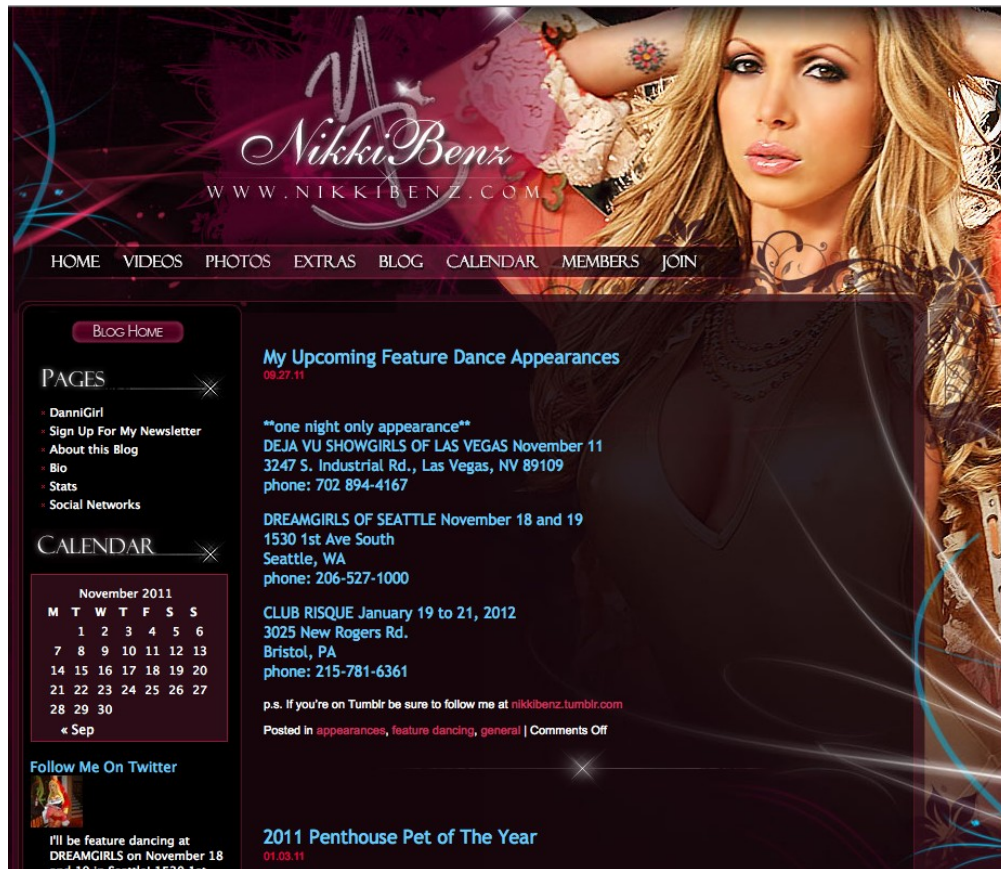 NikkiBenz
WWW.NIKKIBENZ.COM
HOME VIDEOS PHOTOS EXTRAS BLOG CALENDAR MEMBERS JOIN
BLOG HOME
PAGES
DanniGirl
Sign Up For My Newsletter
About this Blog
Bio
Stats
Social Networks
CALENDAR
November 2011
M T W T F S S
1 2 3 4 5 6
7 8 9 10 11 12 13
14 15 16 17 18 19 20
21 22 23 24 25 26 27
28 29 30
« Sep
Follow Me On Twitter
I'll be feature dancing at
DREAMGIRLS on November 18
and 19 in Seattle! 1530 1st
My Upcoming Feature Dance Appearances
09.27.11
**one night only appearance**
DEJA VU SHOWGIRLS OF LAS VEGAS November 11
3247 S. Industrial Rd., Las Vegas, NV 89109
phone: 702 894-4167
DREAMGIRLS OF SEATTLE November 18 and 19
1530 1st Ave South
Seattle, WA
phone: 206-527-1000
CLUB RISQUE January 19 to 21, 2012
3025 New Rogers Rd.
Bristol, PA
phone: 215-781-6361
p.s. If you're on Tumblr be sure to follow me at nikkibenz.tumblr.com
Posted in appearances, feature dancing, general | Comments Off
2011 Penthouse Pet of The Year
01.03.11